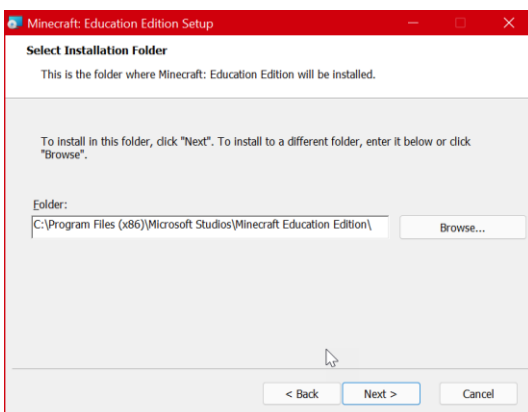 Minecraft: Education Edition Setup
Select Installation Folder
This is the folder where Minecraft: Education Edition will be installed.
To install in this folder, click "Next". To install to a different folder, enter it below or click
"Browse".
Folder:
C:\Program Files (x86)\Microsoft Studios\Minecraft Education Edition\
Browse...
< Back
Next >
Cancel